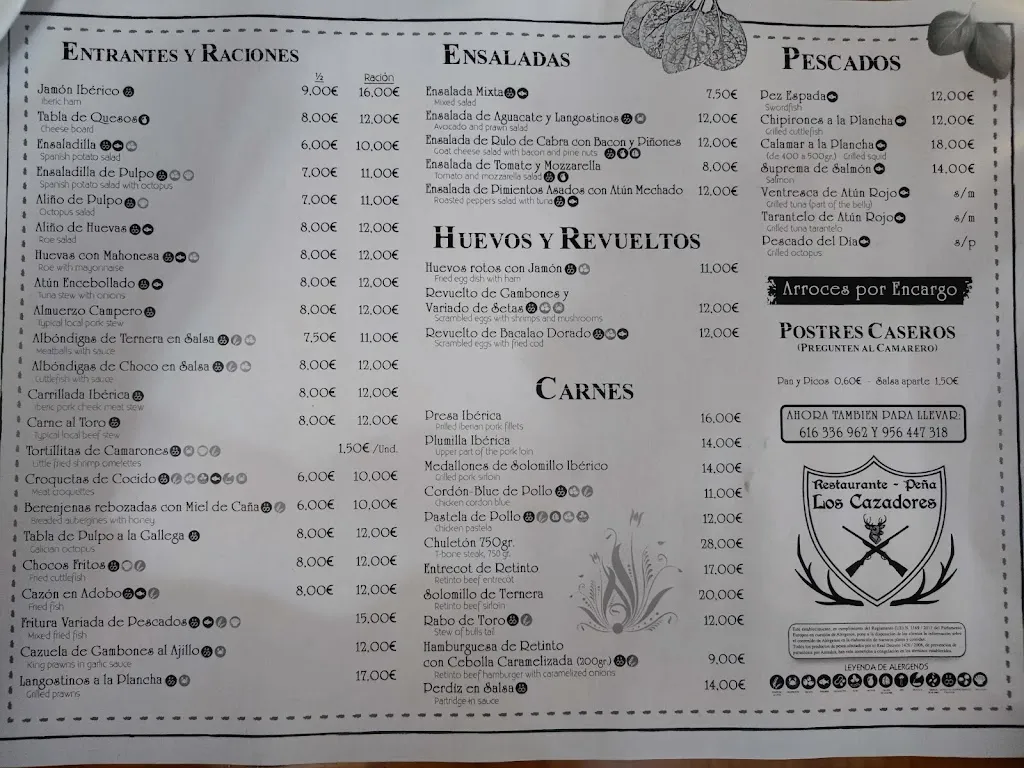 ENTRANTES Y RACIONES
½ Ración
Jamón Ibérico 9,00€ 16,00€
Iberic ham
Tabla de Quesos 8,00€ 12,00€
Cheese board
Ensaladilla 6,00€ 10,00€
Spanish potato salad
Ensaladilla de Pulpo 7,00€ 11,00€
Spanish potato salad with octopus
Aliño de Pulpo 7,00€ 11,00€
Octopus salad
Aliño de Huevas 8,00€ 12,00€
Roe salad
Huevas con Mahonesa 8,00€ 12,00€
Roe with mayonnaise
Atún Encebollado 8,00€ 12,00€
Tuna stew with onions
Almuerzo Campero 8,00€ 12,00€
Typical local pork stew
Albóndigas de Ternera en Salsa 7,50€ 11,00€
Meatballs with sauce
Albóndigas de Choco en Salsa 8,00€ 12,00€
Cuttlefish with sauce
Carrillada Ibérica 8,00€ 12,00€
Iberic pork cheek meat stew
Carne al Toro 8,00€ 12,00€
Typical local beef stew
Tortillitas de Camarones 1,50€ /Und.
Little fried shrimp omelettes
Croquetas de Cocido 6,00€ 10,00€
Meat croquettes
Berenjenas rebozadas con Miel de Caña 6,00€ 10,00€
Breaded aubergines with honey
Tabla de Pulpo a la Gallega 8,00€ 12,00€
Galician octopus
Chocos Fritos 8,00€ 12,00€
Fried cuttlefish
Cazón en Adobo 8,00€ 12,00€
Fried fish
Fritura Variada de Pescados 15,00€
Mixed fried fish
Cazuela de Gambones al Ajillo 12,00€
King prawns in garlic sauce
Langostinos a la Plancha 17,00€
Grilled prawns
ENSALADAS
Ensalada Mixta 7,50€
Mixed salad
Ensalada de Aguacate y Langostinos 12,00€
Avocado and prawn salad
Ensalada de Rulo de Cabra con Bacon y Piñones 12,00€
Goat cheese salad with bacon and pine nuts
Ensalada de Tomate y Mozzarella 8,00€
Tomato and mozzarella salad
Ensalada de Pimientos Asados con Atún Mechado 12,00€
Roasted peppers salad with tuna
HUEVOS Y REVUELTOS
Huevos rotos con Jamón 11,00€
Fried egg dish with ham
Revuelto de Gambones y
Variado de Setas 12,00€
Scrambled eggs with shrimps and mushrooms
Revuelto de Bacalao Dorado 12,00€
Scrambled eggs with fried cod
CARNES
Presa Ibérica 16,00€
Grilled Iberian pork fillets
Plumilla Ibérica 14,00€
Upper part of the pork loin
Medallones de Solomillo Ibérico 14,00€
Grilled pork sirloin
Cordón-Blue de Pollo 11,00€
Chicken cordon blue
Pastela de Pollo 12,00€
Chicken pastela
Chuletón 750gr. 28,00€
T-bone steak, 750 gr.
Entrecot de Retinto 17,00€
Retinto beef entrecot
Solomillo de Ternera 20,00€
Retinto beef sirloin
Rabo de Toro 12,00€
Stew of bulls tail
Hamburguesa de Retinto
con Cebolla Caramelizada (200gr.) 9,00€
Retinto beef hamburger with caramelized onions
Perdiz en Salsa 14,00€
Partridge in sauce
PESCADOS
Pez Espada 12,00€
Swordfish
Chipirones a la Plancha 12,00€
Grilled cuttlefish
Calamar a la Plancha 18,00€
(de 400 a 500gr.) Grilled squid
Suprema de Salmón 14,00€
Salmon
Ventresca de Atún Rojo s/m
Grilled tuna (part of the belly)
Tarantelo de Atún Rojo s/m
Grilled tuna tarantelo
Pescado del Dia s/p
Grilled octopus
Arroces por Encargo
POSTRES CASEROS
(PREGUNTEN AL CAMARERO)
Pan y Picos 0,60€ - Salsa aparte 1,50€
AHORA TAMBIEN PARA LLEVAR:
616 336 962 Y 956 447 318
Restaurante - Peña
Los Cazadores
LEYENDA DE ALERGENOS